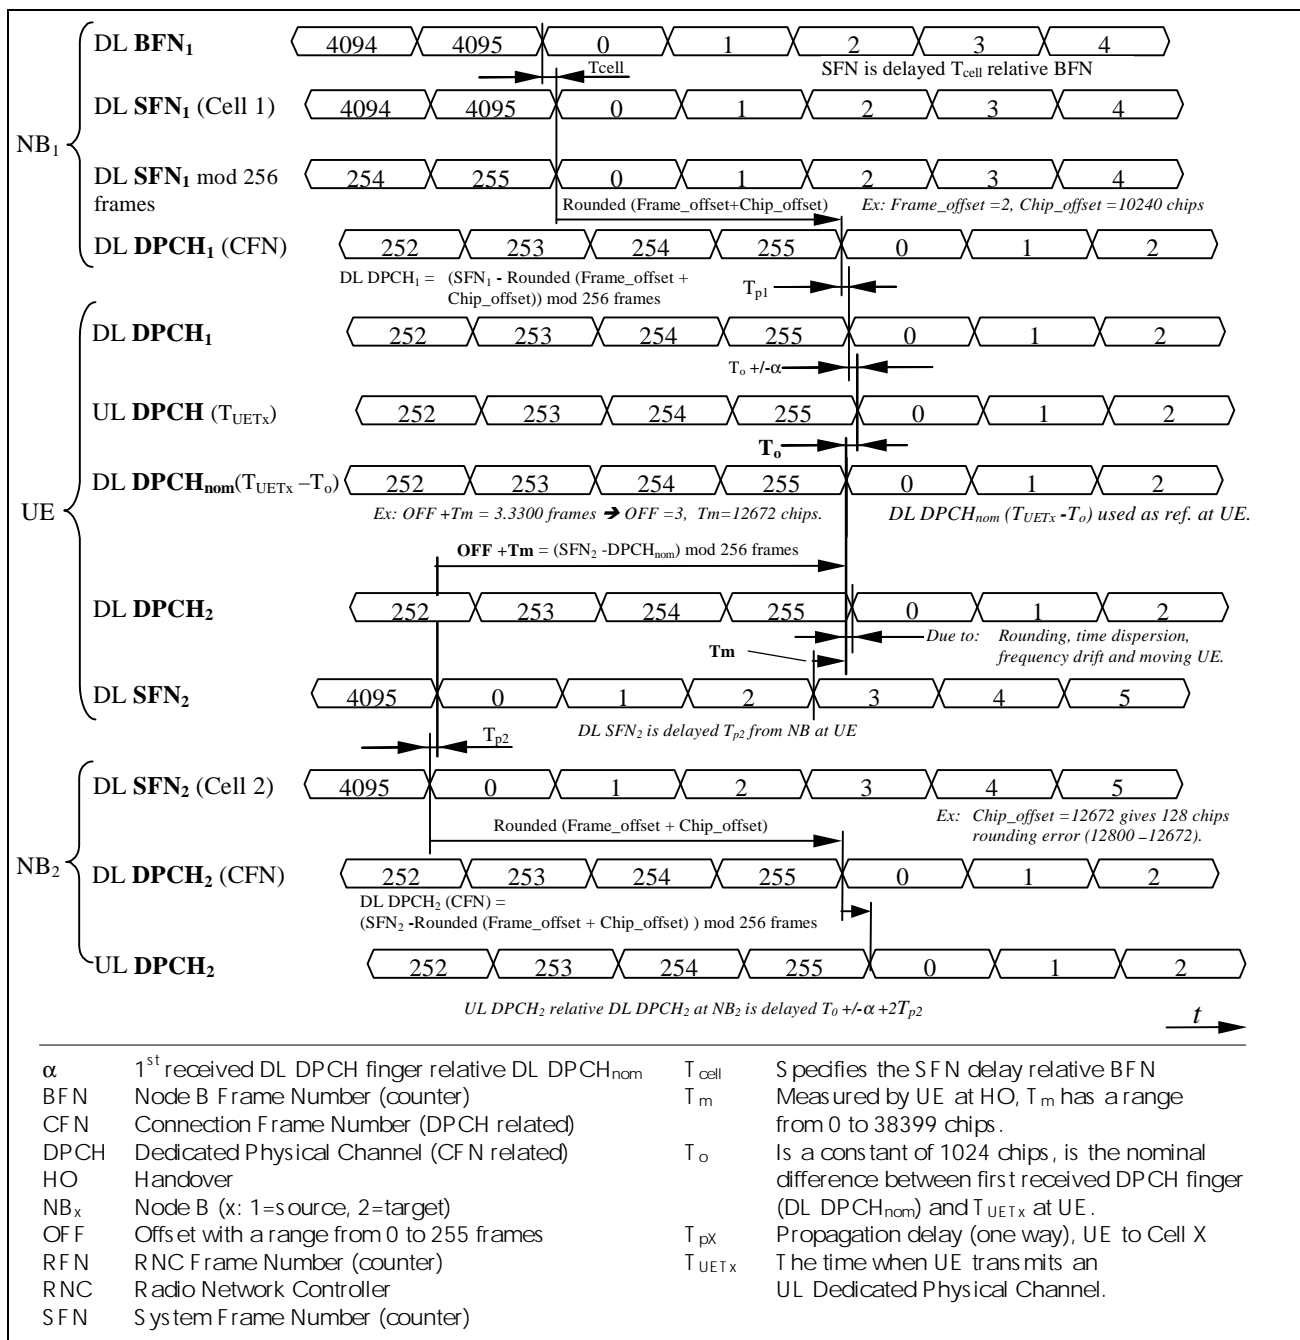 DL BFN1 4094 4095 0 1 2 3 4
Tcell SFN is delayed Tcell relative BFN
DL SFN1 (Cell 1) 4094 4095 0 1 2 3 4
NB1
DL SFN1 mod 256 frames 254 255 0 1 2 3 4
Rounded (Frame_offset+Chip_offset) Ex: Frame_offset =2, Chip_offset =10240 chips
DL DPCH1 (CFN) 252 253 254 255 0 1 2
DL DPCH1 = (SFN1 - Rounded (Frame_offset +
Chip_offset)) mod 256 frames
Tp1
DL DPCH1 252 253 254 255 0 1 2
To +/-α
UL DPCH (TUETx) 252 253 254 255 0 1 2
To
DL DPCHnom(TUETx –To) 252 253 254 255 0 1 2
UE
Ex: OFF +Tm = 3.3300 frames ➔ OFF =3, Tm=12672 chips. DL DPCHnom (TUETx -To) used as ref. at UE.
OFF +Tm = (SFN2 -DPCHnom) mod 256 frames
DL DPCH2 252 253 254 255 0 1 2
Due to: Rounding, time dispersion,
frequency drift and moving UE.
Tm
DL SFN2 4095 0 1 2 3 4 5
DL SFN2 is delayed Tp2 from NB at UE
Tp2
DL SFN2 (Cell 2) 4095 0 1 2 3 4 5
Ex: Chip_offset =12672 gives 128 chips
rounding error (12800 –12672).
Rounded (Frame_offset + Chip_offset)
NB2
DL DPCH2 (CFN) 252 253 254 255 0 1 2
DL DPCH2 (CFN) =
(SFN2 -Rounded (Frame_offset + Chip_offset) ) mod 256 frames
UL DPCH2 252 253 254 255 0 1 2
UL DPCH2 relative DL DPCH2 at NB2 is delayed T0 +/-α +2Tp2
t
α 1st received DL DPCH finger relative DL DPCHnom
BFN Node B Frame Number (counter)
CFN Connection Frame Number (DPCH related)
DPCH Dedicated Physical Channel (CFN related)
HO Handover
NBx Node B (x: 1=source, 2=target)
OFF Offset with a range from 0 to 255 frames
RFN RNC Frame Number (counter)
RNC Radio Network Controller
SFN System Frame Number (counter)
Tcell Specifies the SFN delay relative BFN
Tm Measured by UE at HO, Tm has a range
from 0 to 38399 chips.
To Is a constant of 1024 chips, is the nominal
difference between first received DPCH finger
(DL DPCHnom) and TUETx at UE.
TpX Propagation delay (one way), UE to Cell X
TUETx The time when UE transmits an
UL Dedicated Physical Channel.